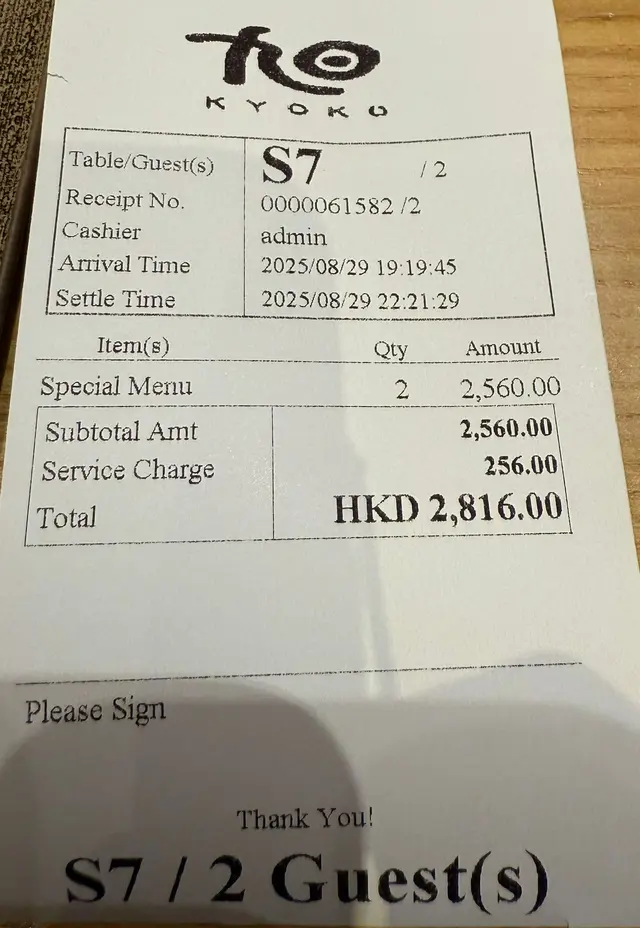 KYOKU
Table/Guest(s) S7 / 2
Receipt No. 0000061582 /2
Cashier admin
Arrival Time 2025/08/29 19:19:45
Settle Time 2025/08/29 22:21:29
Item(s) Qty Amount
Special Menu 2 2,560.00
Subtotal Amt 2,560.00
Service Charge 256.00
Total HKD 2,816.00
Please Sign
Thank You!
S7 / 2 Guest(s)